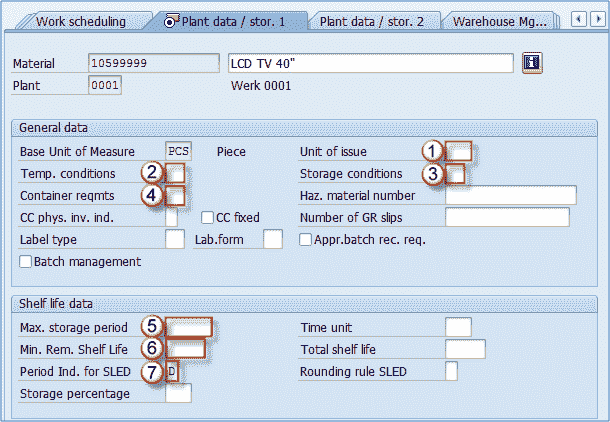 Work scheduling Plant data / stor. 1 Plant data / stor. 2 Warehouse Mg...
Material 10599999 LCD TV 40"
Plant 0001 Werk 0001
General data
Base Unit of Measure PCS Piece Unit of issue 1
Temp. conditions 2 Storage conditions 3
Container reqmts 4 Haz. material number
CC phys. inv. ind. CC fixed Number of GR slips
Label type Lab.form Appr.batch rec. req.
Batch management
Shelf life data
Max. storage period 5 Time unit
Min. Rem. Shelf Life 6 Total shelf life
Period Ind. for SLED 7 D Rounding rule SLED
Storage percentage